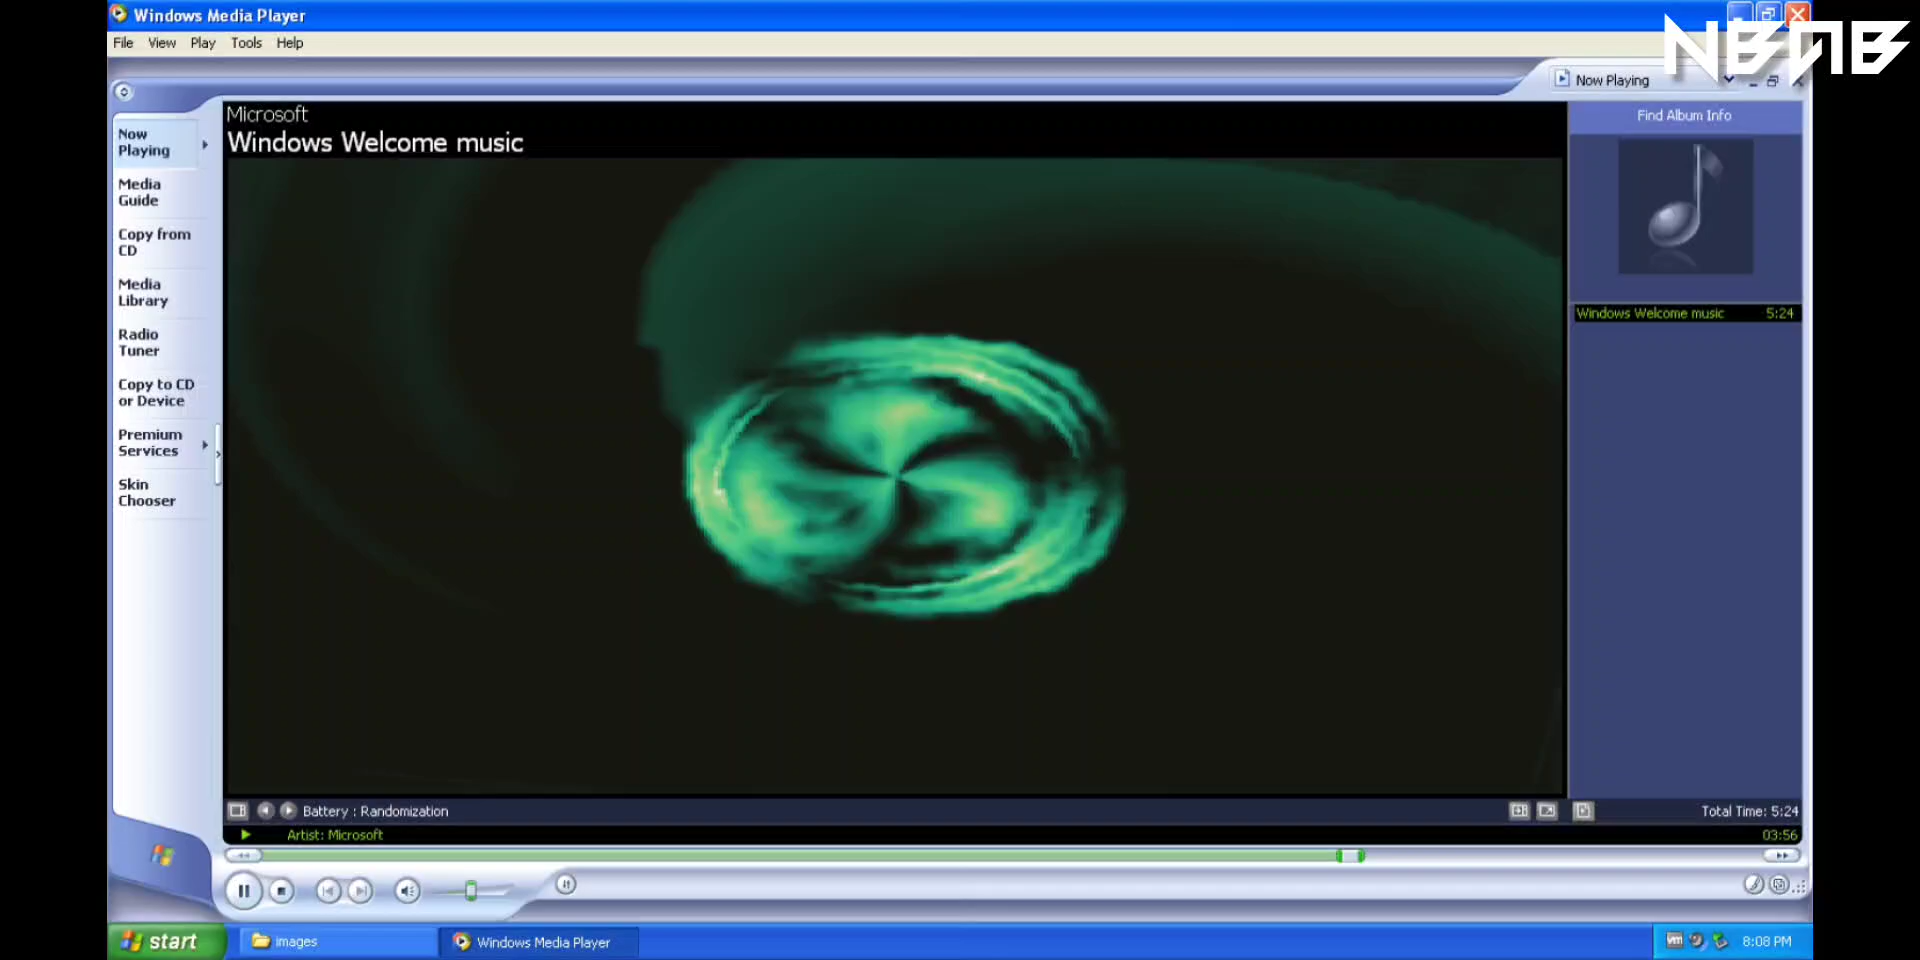 Windows Media Player
NBAB
File View Play Tools Help
Now Playing
Microsoft
Windows Welcome music
Find Album Info
Now
Playing
Media
Guide
Copy from
CD
Media
Library
Radio
Tuner
Copy to CD
or Device
Premium
Services
Skin
Chooser
Windows Welcome music 5:24
Battery : Randomization
Total Time: 5:24
Artist: Microsoft
03:56
start
images
Windows Media Player
8:08 PM